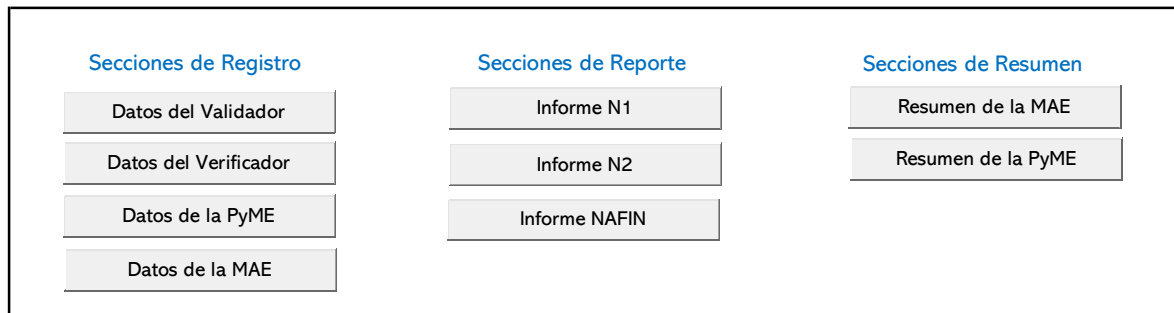 Secciones de Registro
Datos del Validador
Datos del Verificador
Datos de la PyME
Datos de la MAE
Secciones de Reporte
Informe N1
Informe N2
Informe NAFIN
Secciones de Resumen
Resumen de la MAE
Resumen de la PyME